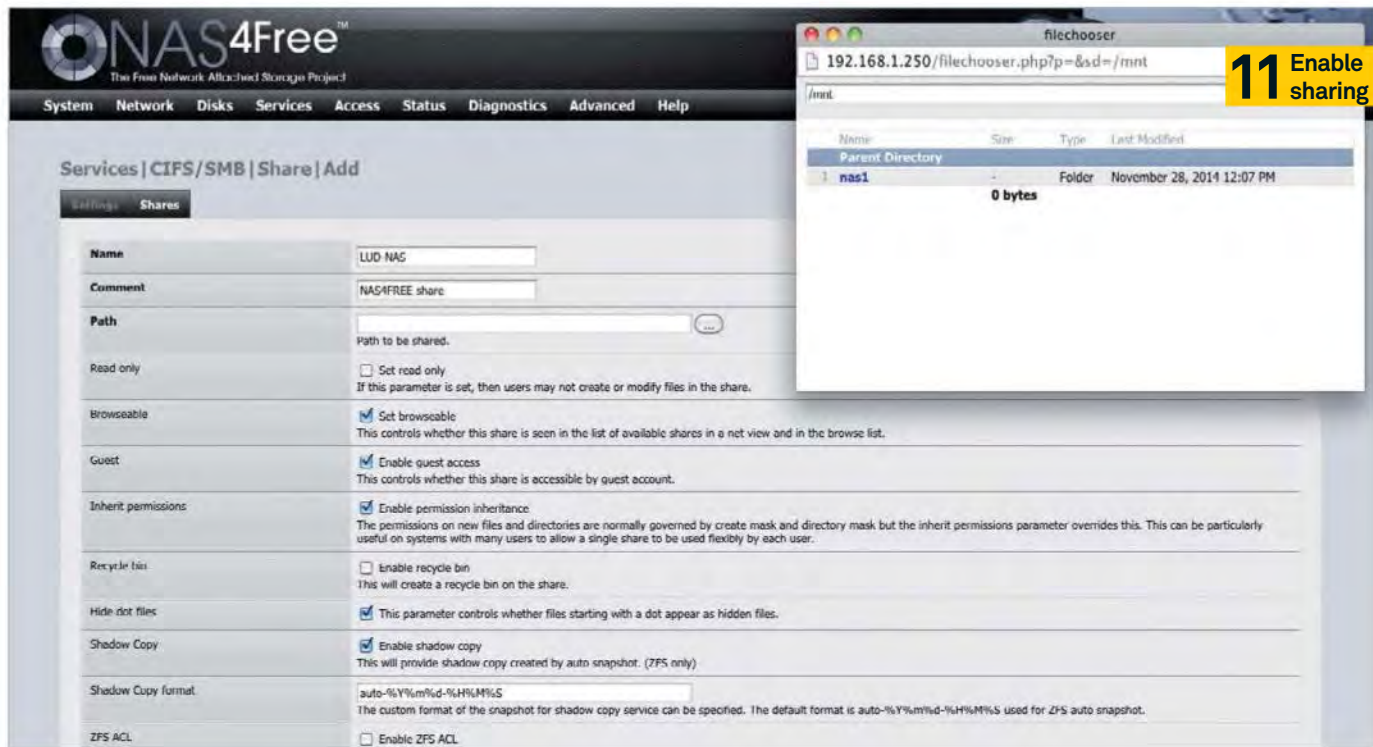 NAS4Free™
The Free Network Attached Storage Project
System Network Disks Services Access Status Diagnostics Advanced Help
filechooser
192.168.1.250/filechooser.php?p=&sd=/mnt
11 Enable
sharing
/mnt
Name Size Type Last Modified
Parent Directory
1 nas1 - Folder November 28, 2014 12:07 PM
0 bytes
Services|CIFS/SMB|Share|Add
Settings Shares
Name LUD NAS
Comment NAS4FREE share
Path ...
Path to be shared.
Read only Set read only
If this parameter is set, then users may not create or modify files in the share.
Browseable Set browseable
This controls whether this share is seen in the list of available shares in a net view and in the browse list.
Guest Enable guest access
This controls whether this share is accessible by guest account.
Inherit permissions Enable permission inheritance
The permissions on new files and directories are normally governed by create mask and directory mask but the inherit permissions parameter overrides this. This can be particularly
useful on systems with many users to allow a single share to be used flexibly by each user.
Recycle bin Enable recycle bin
This will create a recycle bin on the share.
Hide dot files This parameter controls whether files starting with a dot appear as hidden files.
Shadow Copy Enable shadow copy
This will provide shadow copy created by auto snapshot. (ZFS only)
Shadow Copy format auto-%Y%m%d-%H%M%S
The custom format of the snapshot for shadow copy service can be specified. The default format is auto-%Y%m%d-%H%M%S used for ZFS auto snapshot.
ZFS ACL Enable ZFS ACL